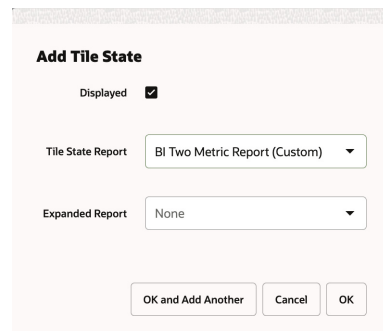 Add Tile State
Displayed
Tile State Report BI Two Metric Report (Custom)
Expanded Report None
OK and Add Another Cancel OK